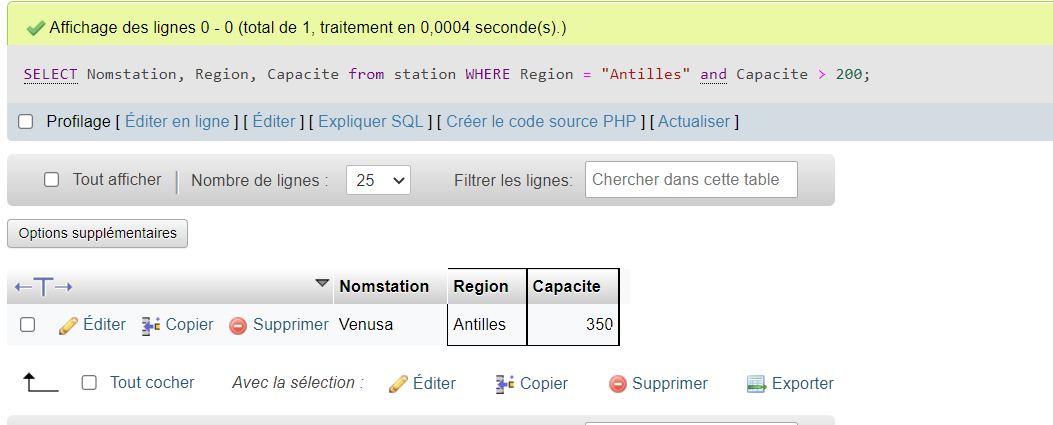 Affichage des lignes 0 - 0 (total de 1, traitement en 0,0004 seconde(s).)
SELECT Nomstation, Region, Capacite from station WHERE Region = "Antilles" and Capacite > 200;
Profilage [ Éditer en ligne ] [ Éditer ] [ Expliquer SQL ] [ Créer le code source PHP ] [ Actualiser ]
Tout afficher Nombre de lignes : 25 Filtrer les lignes: Chercher dans cette table
Options supplémentaires
Nomstation Region Capacite
Éditer Copier Supprimer Venusa Antilles 350
Tout cocher Avec la sélection : Éditer Copier Supprimer Exporter